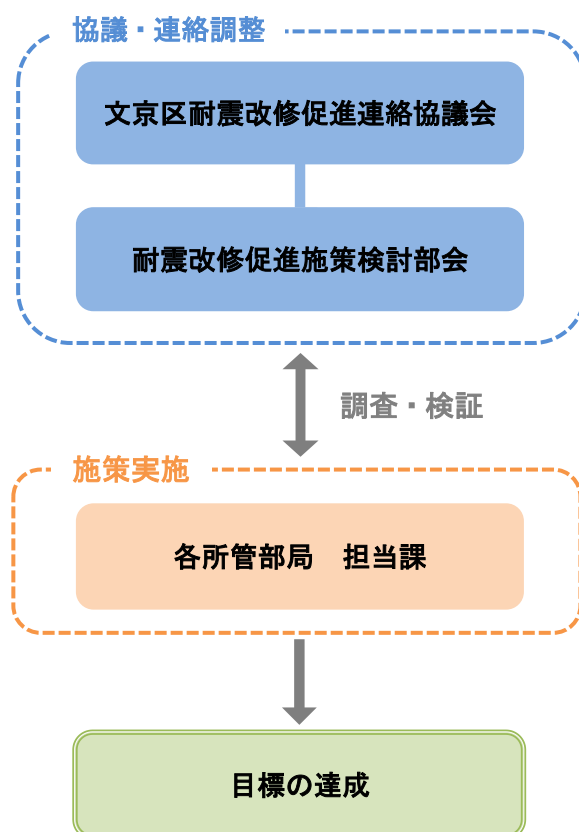 協議・連絡調整
文京区耐震改修促進連絡協議会
耐震改修促進施策検討部会
調査・検証
施策実施
各所管部局　担当課
目標の達成